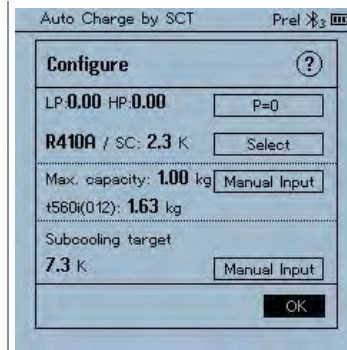 Auto Charge by SCT Prel 3
Configure ?
LP:0.00 HP:0.00 P=0
R410A / SC: 2.3 K Select
Max. capacity: 1.00 kg Manual Input
t560i(012): 1.63 kg
Subcooling target
7.3 K Manual Input
OK